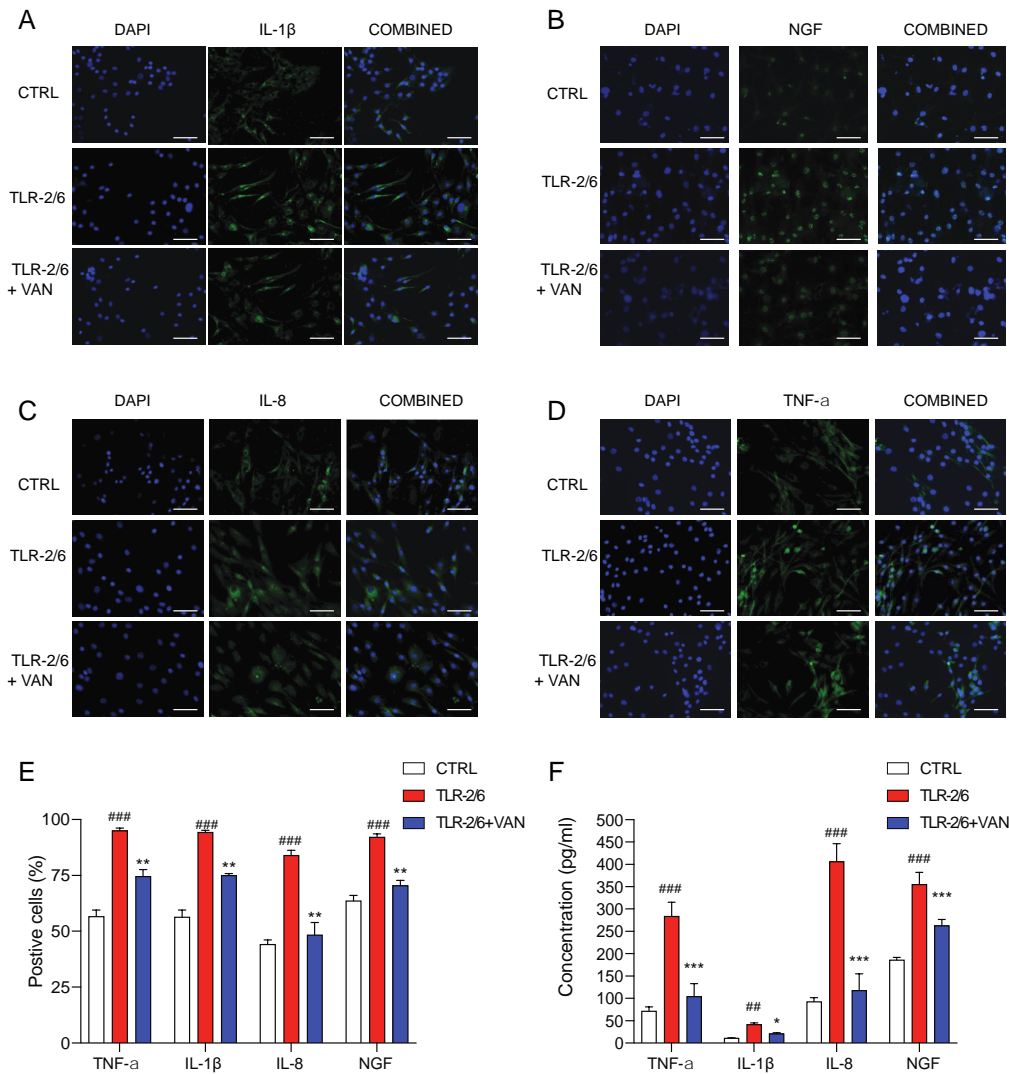 A
DAPI IL-1β COMBINED
CTRL
TLR-2/6
TLR-2/6
+ VAN
B
DAPI NGF COMBINED
CTRL
TLR-2/6
TLR-2/6
+ VAN
C
DAPI IL-8 COMBINED
CTRL
TLR-2/6
TLR-2/6
+ VAN
D
DAPI TNF-a COMBINED
CTRL
TLR-2/6
TLR-2/6
+ VAN
E
CTRL
TLR-2/6
TLR-2/6+VAN
Postive cells (%)
100
75
50
25
0
### ** ### ** ### ** ### **
TNF-a IL-1β IL-8 NGF
F
CTRL
TLR-2/6
TLR-2/6+VAN
Concentration (pg/ml)
500
450
400
350
300
250
200
150
100
50
0
### *** ## * ### *** ### ***
TNF-a IL-1β IL-8 NGF